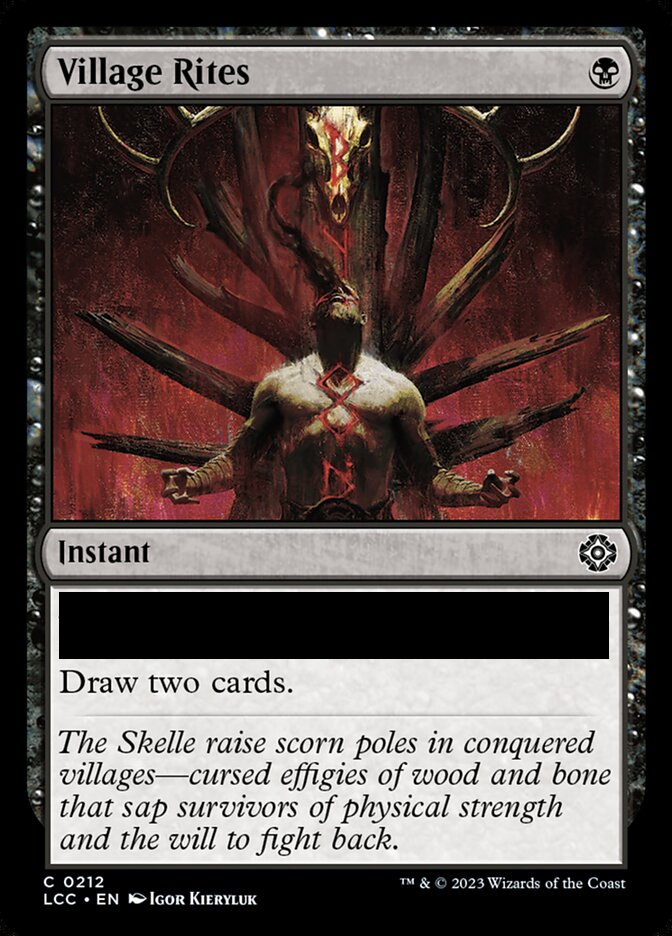 Village Rites
Instant
Draw two cards.
The Skelle raise scorn poles in conquered
villages—cursed effigies of wood and bone
that sap survivors of physical strength
and the will to fight back.
C 0212
LCC • EN Igor Kieryluk
™ & © 2023 Wizards of the Coast